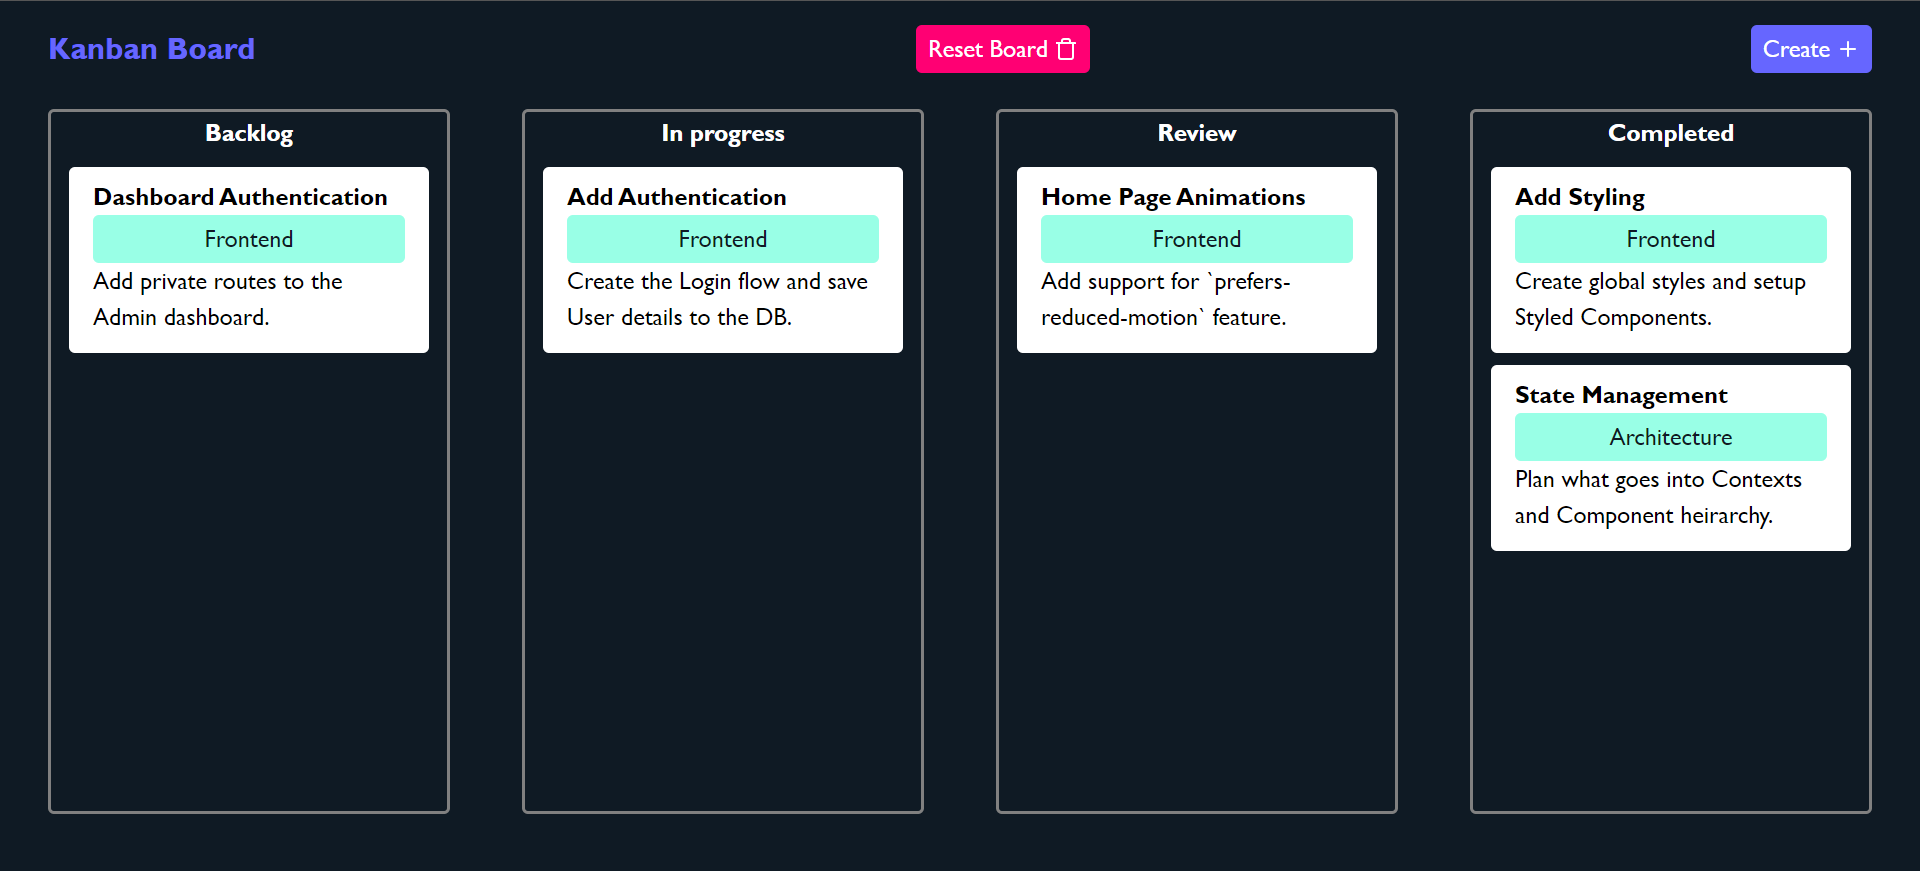 Kanban Board
Reset Board
Create
Backlog
Dashboard Authentication
Frontend
Add private routes to the
Admin dashboard.
In progress
Add Authentication
Frontend
Create the Login flow and save
User details to the DB.
Review
Home Page Animations
Frontend
Add support for `prefers-
reduced-motion` feature.
Completed
Add Styling
Frontend
Create global styles and setup
Styled Components.
State Management
Architecture
Plan what goes into Contexts
and Component heirarchy.